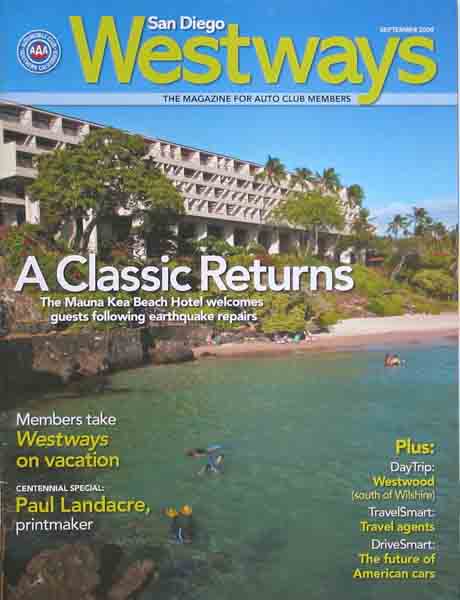 San Diego
SEPTEMBER 2009
AAA
Westways
THE MAGAZINE FOR AUTO CLUB MEMBERS
A Classic Returns
The Mauna Kea Beach Hotel welcomes
guests following earthquake repairs
Members take
Westways
on vacation
CENTENNIAL SPECIAL:
Paul Landacre,
printmaker
Plus:
DayTrip:
Westwood
(south of Wilshire)
TravelSmart:
Travel agents
DriveSmart:
The future of
American cars